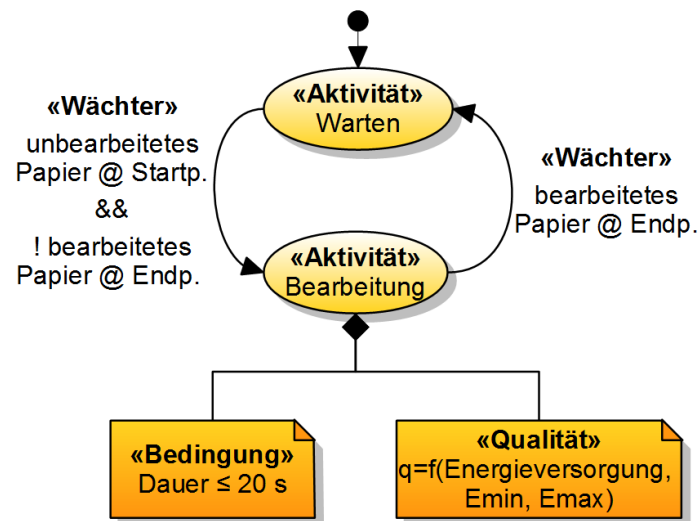 «Aktivität»
Warten
«Wächter»
unbearbeitetes
Papier @ Startp.
&&
! bearbeitetes
Papier @ Endp.
«Wächter»
bearbeitetes
Papier @ Endp.
«Aktivität»
Bearbeitung
«Bedingung»
Dauer ≤ 20 s
«Qualität»
q=f(Energieversorgung,
Emin, Emax)